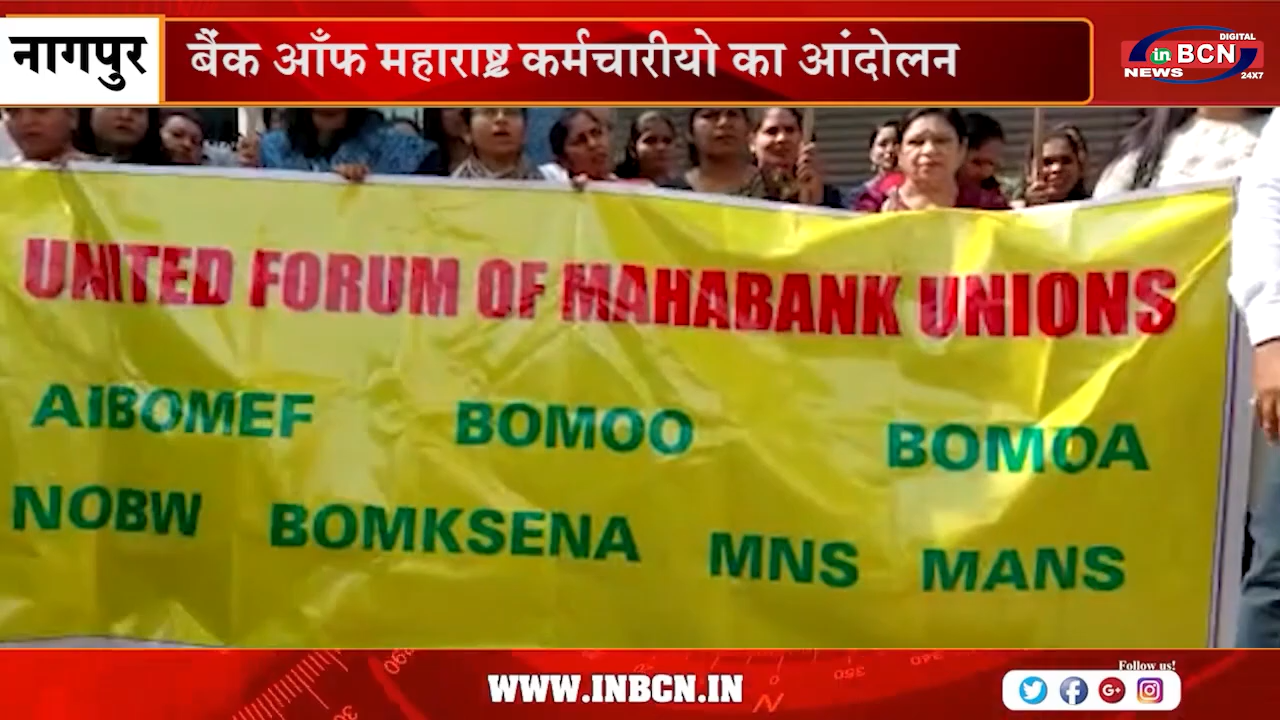 नागपुर
बैंक आँफ महाराष्ट्र कर्मचारीयो का आंदोलन
DIGITAL
in BCN
NEWS
24X7
UNITED FORUM OF MAHABANK UNIONS
AIBOMEF BOMOO BOMOA
NOBW BOMKSENA MNS MANS
WWW.INBCN.IN
Follow us!